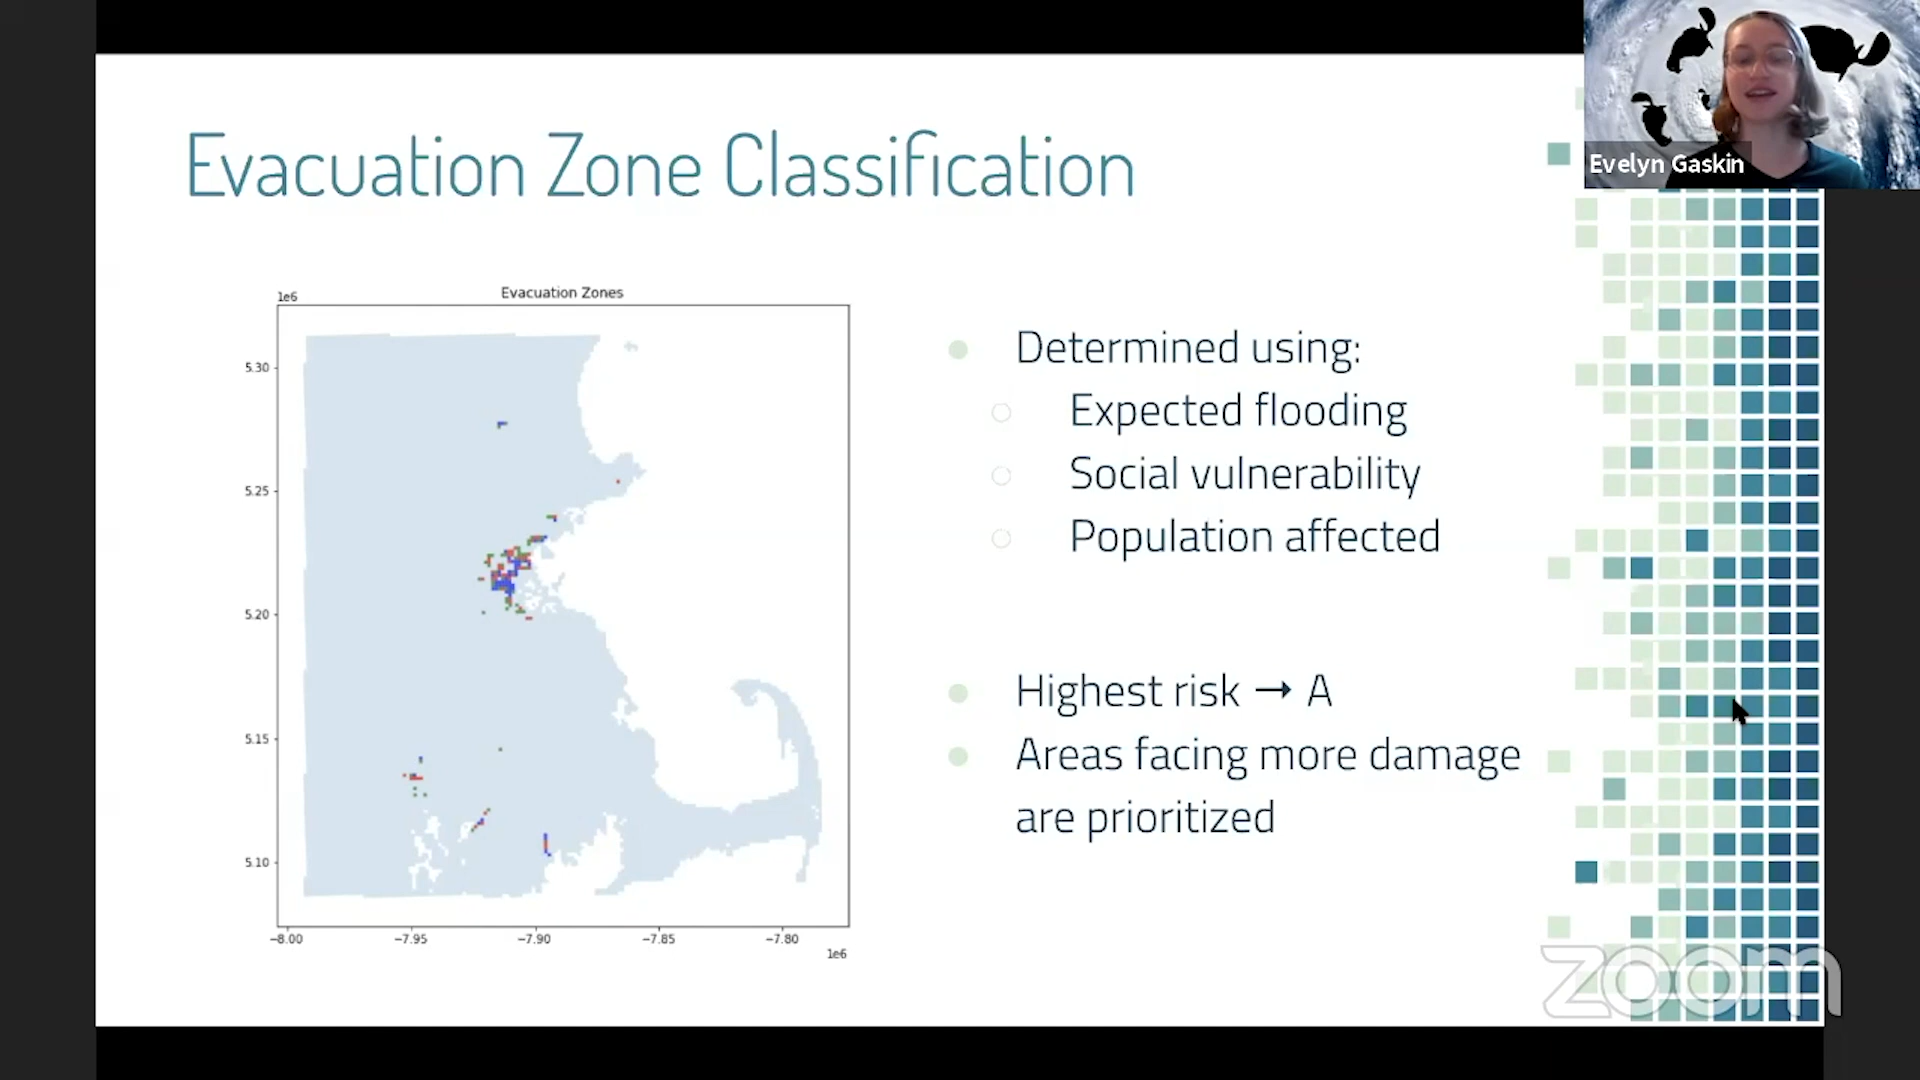 Evelyn Gaskin
Evacuation Zone Classification
Evacuation Zones
1e6
5.30
5.25
5.20
5.15
5.10
−8.00 −7.95 −7.90 −7.85 −7.80
1e6
Determined using:
Expected flooding
Social vulnerability
Population affected
Highest risk → A
Areas facing more damage
are prioritized
zoom